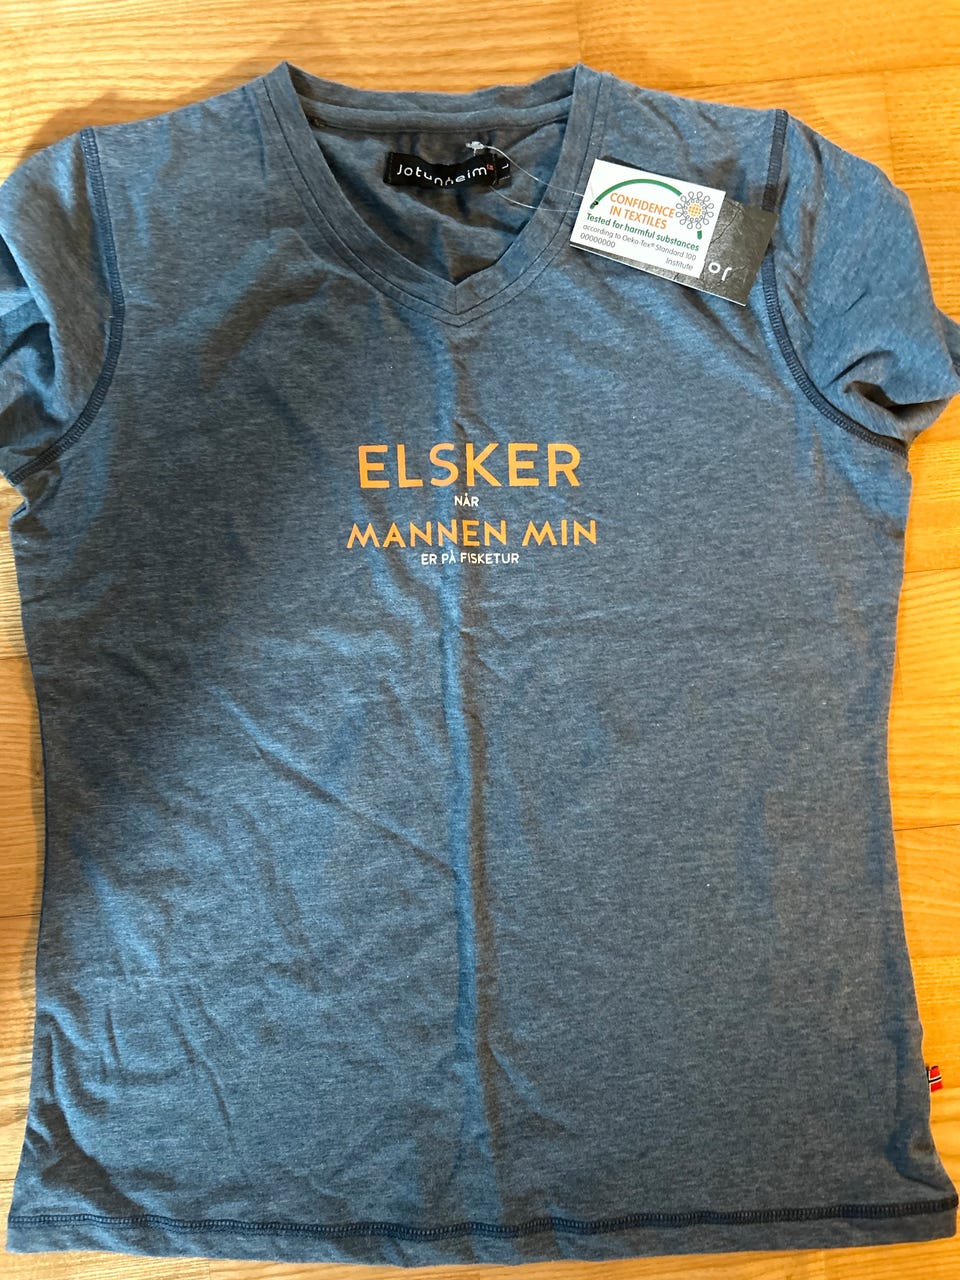 Jotunheim
L
CONFIDENCE
IN TEXTILES
Tested for harmful substances
according to Oeko-Tex® Standard 100
00000000
Institute
Jo
ELSKER
NÅR
MANNEN MIN
ER PÅ FISKETUR